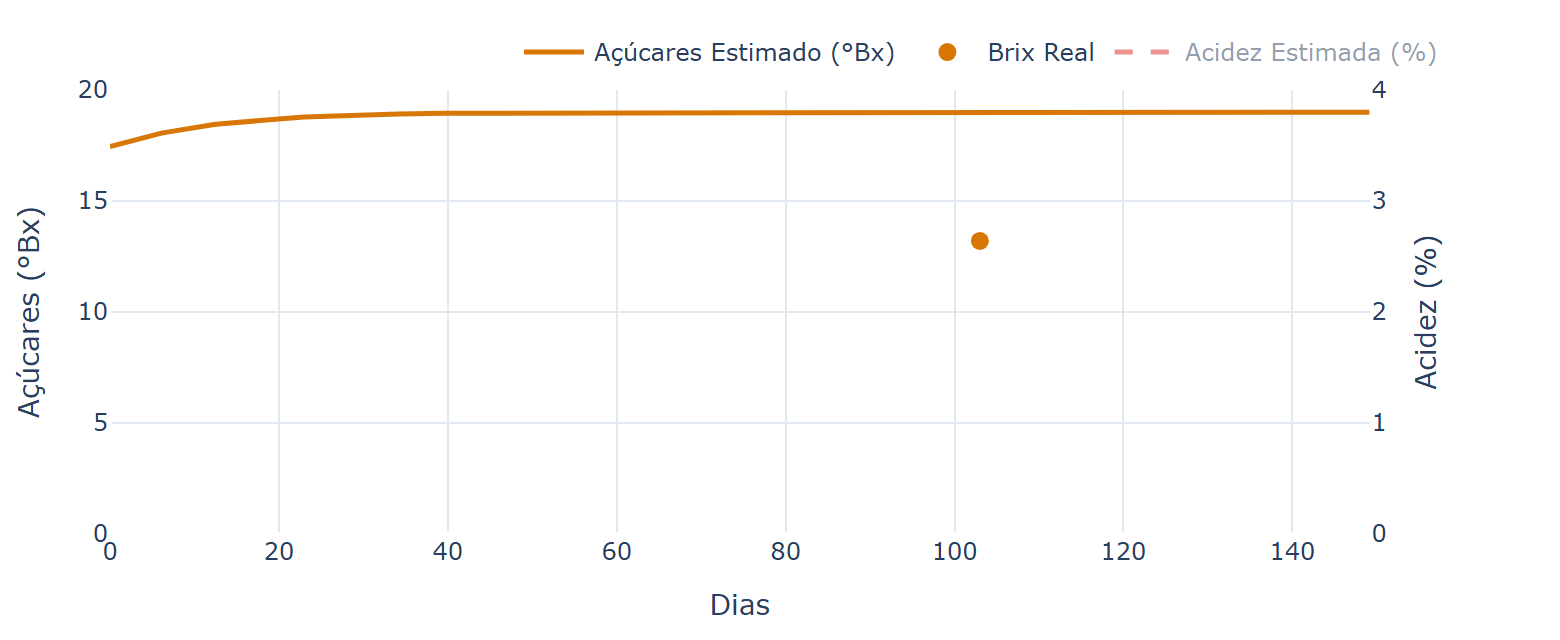 Açúcares Estimado (°Bx) Brix Real Acidez Estimada (%)
20 4
15 3
10 2
5 1
0 0
0 20 40 60 80 100 120 140
Açúcares (°Bx)
Acidez (%)
Dias